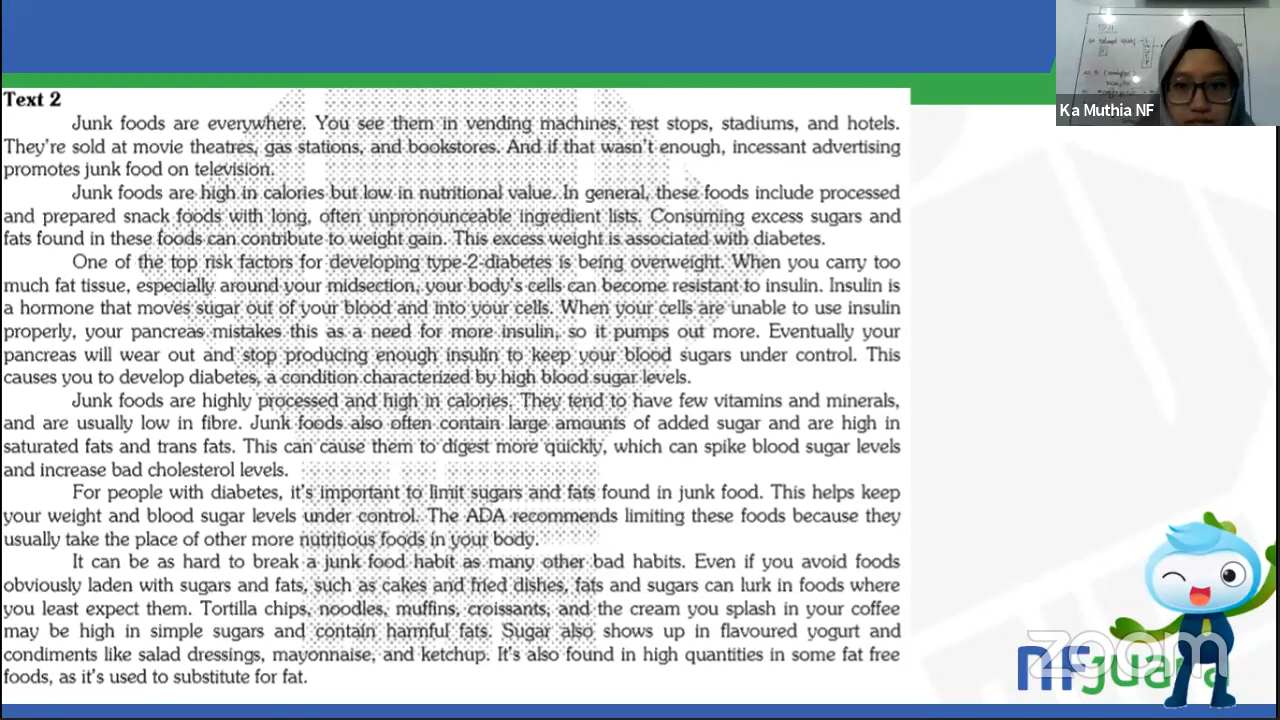 Text 2
Junk foods are everywhere. You see them in vending machines, rest stops, stadiums, and hotels.
They're sold at movie theatres, gas stations, and bookstores. And if that wasn't enough, incessant advertising
promotes junk food on television.
Junk foods are high in calories but low in nutritional value. In general, these foods include processed
and prepared snack foods with long, often unpronounceable ingredient lists. Consuming excess sugars and
fats found in these foods can contribute to weight gain. This excess weight is associated with diabetes.
One of the top risk factors for developing type-2-diabetes is being overweight. When you carry too
much fat tissue, especially around your midsection, your body's cells can become resistant to insulin. Insulin is
a hormone that moves sugar out of your blood and into your cells. When your cells are unable to use insulin
properly, your pancreas mistakes this as a need for more insulin, so it pumps out more. Eventually your
pancreas will wear out and stop producing enough insulin to keep your blood sugars under control. This
causes you to develop diabetes, a condition characterized by high blood sugar levels.
Junk foods are highly processed and high in calories. They tend to have few vitamins and minerals,
and are usually low in fibre. Junk foods also often contain large amounts of added sugar and are high in
saturated fats and trans fats. This can cause them to digest more quickly, which can spike blood sugar levels
and increase bad cholesterol levels.
For people with diabetes, it's important to limit sugars and fats found in junk food. This helps keep
your weight and blood sugar levels under control. The ADA recommends limiting these foods because they
usually take the place of other more nutritious foods in your body.
It can be as hard to break a junk food habit as many other bad habits. Even if you avoid foods
obviously laden with sugars and fats, such as cakes and fried dishes, fats and sugars can lurk in foods where
you least expect them. Tortilla chips, noodles, muffins, croissants, and the cream you splash in your coffee
may be high in simple sugars and contain harmful fats. Sugar also shows up in flavoured yogurt and
condiments like salad dressings, mayonnaise, and ketchup. It's also found in high quantities in some fat free
foods, as it's used to substitute for fat.
Ka Muthia NF
zoom